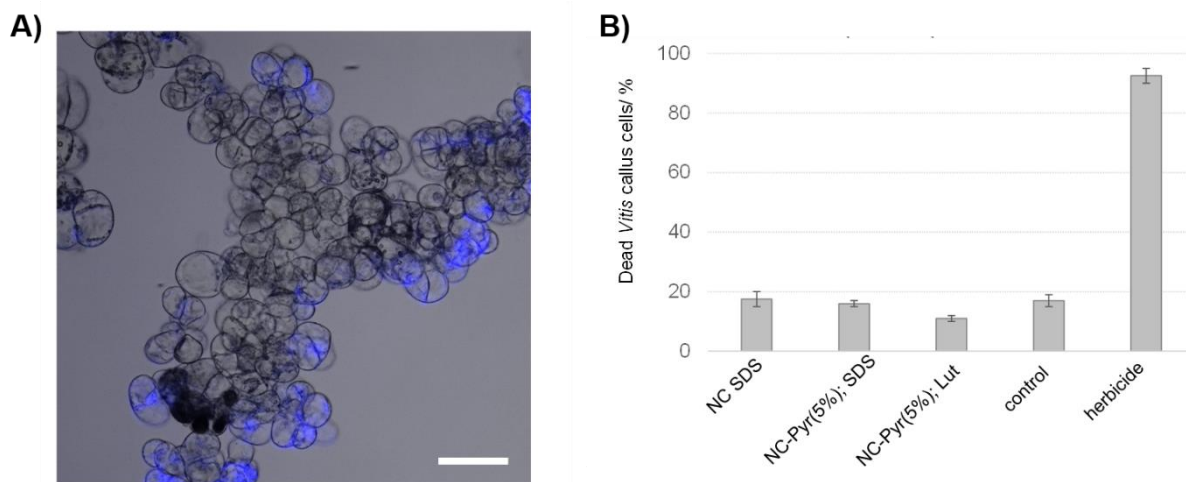 A)
B)
100
80
60
40
20
0
Dead Vitis callus cells/ %
NC SDS
NC-Pyr(5%); SDS
NC-Pyr(5%); Lut
control
herbicide